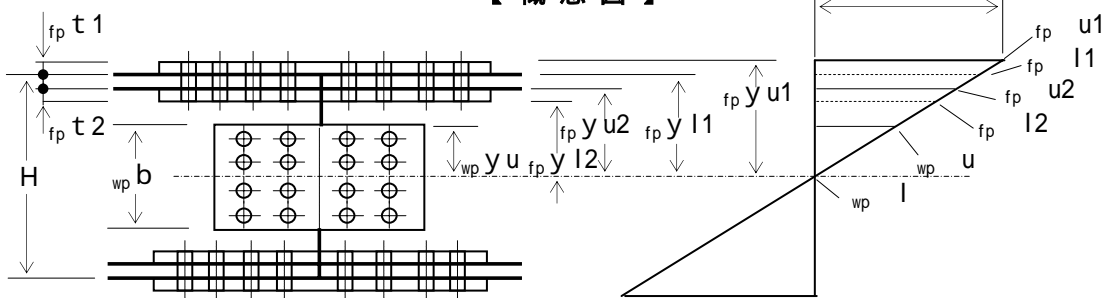 【概念図】
fp t 1
fp u1
fp l1
fp u2
fp l2
wp u
wp l
fp y u1
fp y l1
fp y u2
fp y l2
wp y u
fp t 2
H
wp b